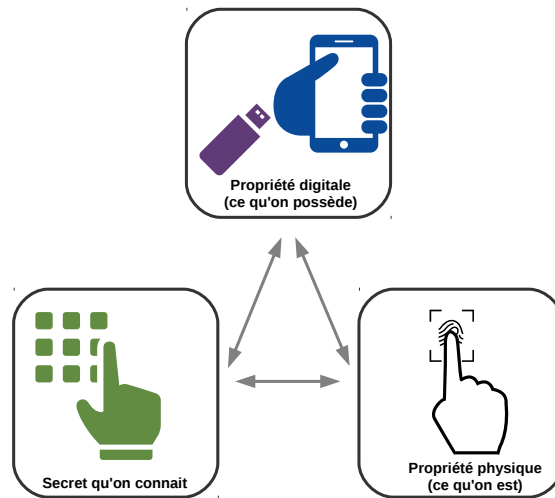 Propriété digitale
(ce qu'on possède)
Secret qu'on connait
Propriété physique
(ce qu'on est)